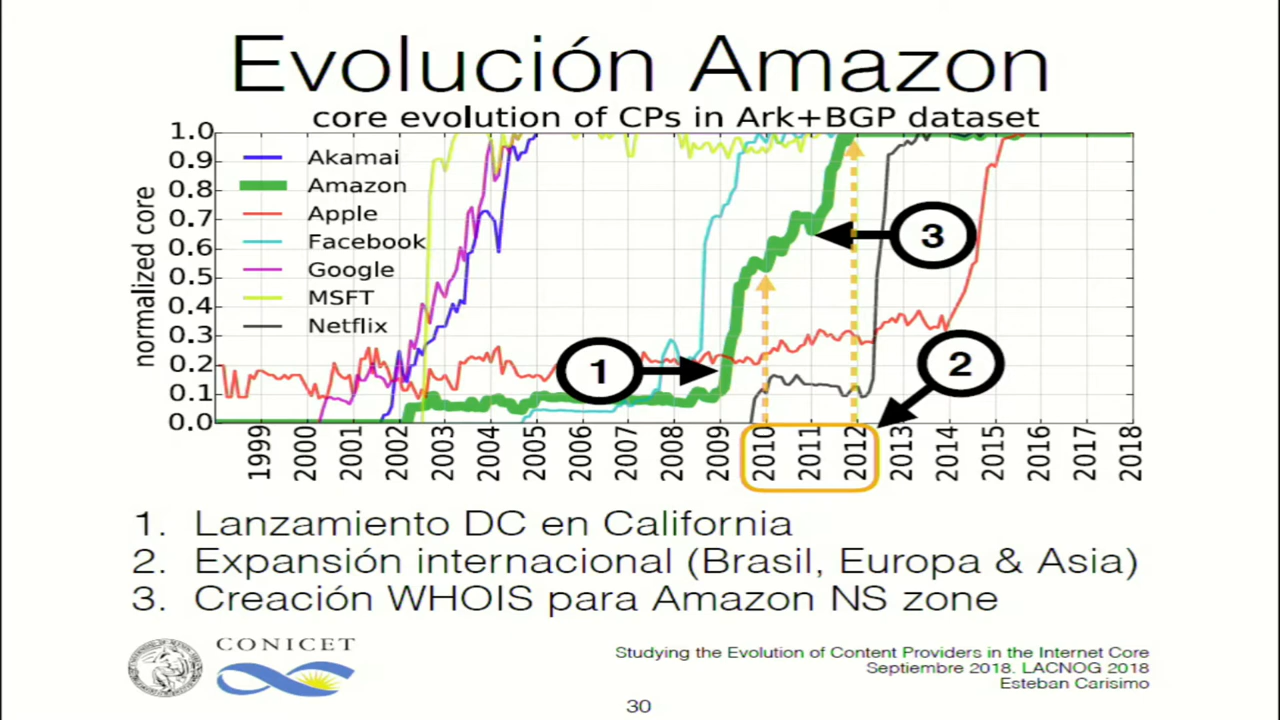 Evolución Amazon
core evolution of CPs in Ark+BGP dataset
normalized core
1.0
0.9
0.8
0.7
0.6
0.5
0.4
0.3
0.2
0.1
0.0
Akamai
Amazon
Apple
Facebook
Google
MSFT
Netflix
1
2
3
1999 2000 2001 2002 2003 2004 2005 2006 2007 2008 2009 2010 2011 2012 2013 2014 2015 2016 2017 2018
1. Lanzamiento DC en California
2. Expansión internacional (Brasil, Europa & Asia)
3. Creación WHOIS para Amazon NS zone
CONICET
Studying the Evolution of Content Providers in the Internet Core
Septiembre 2018. LACNOG 2018
Esteban Carisimo
30